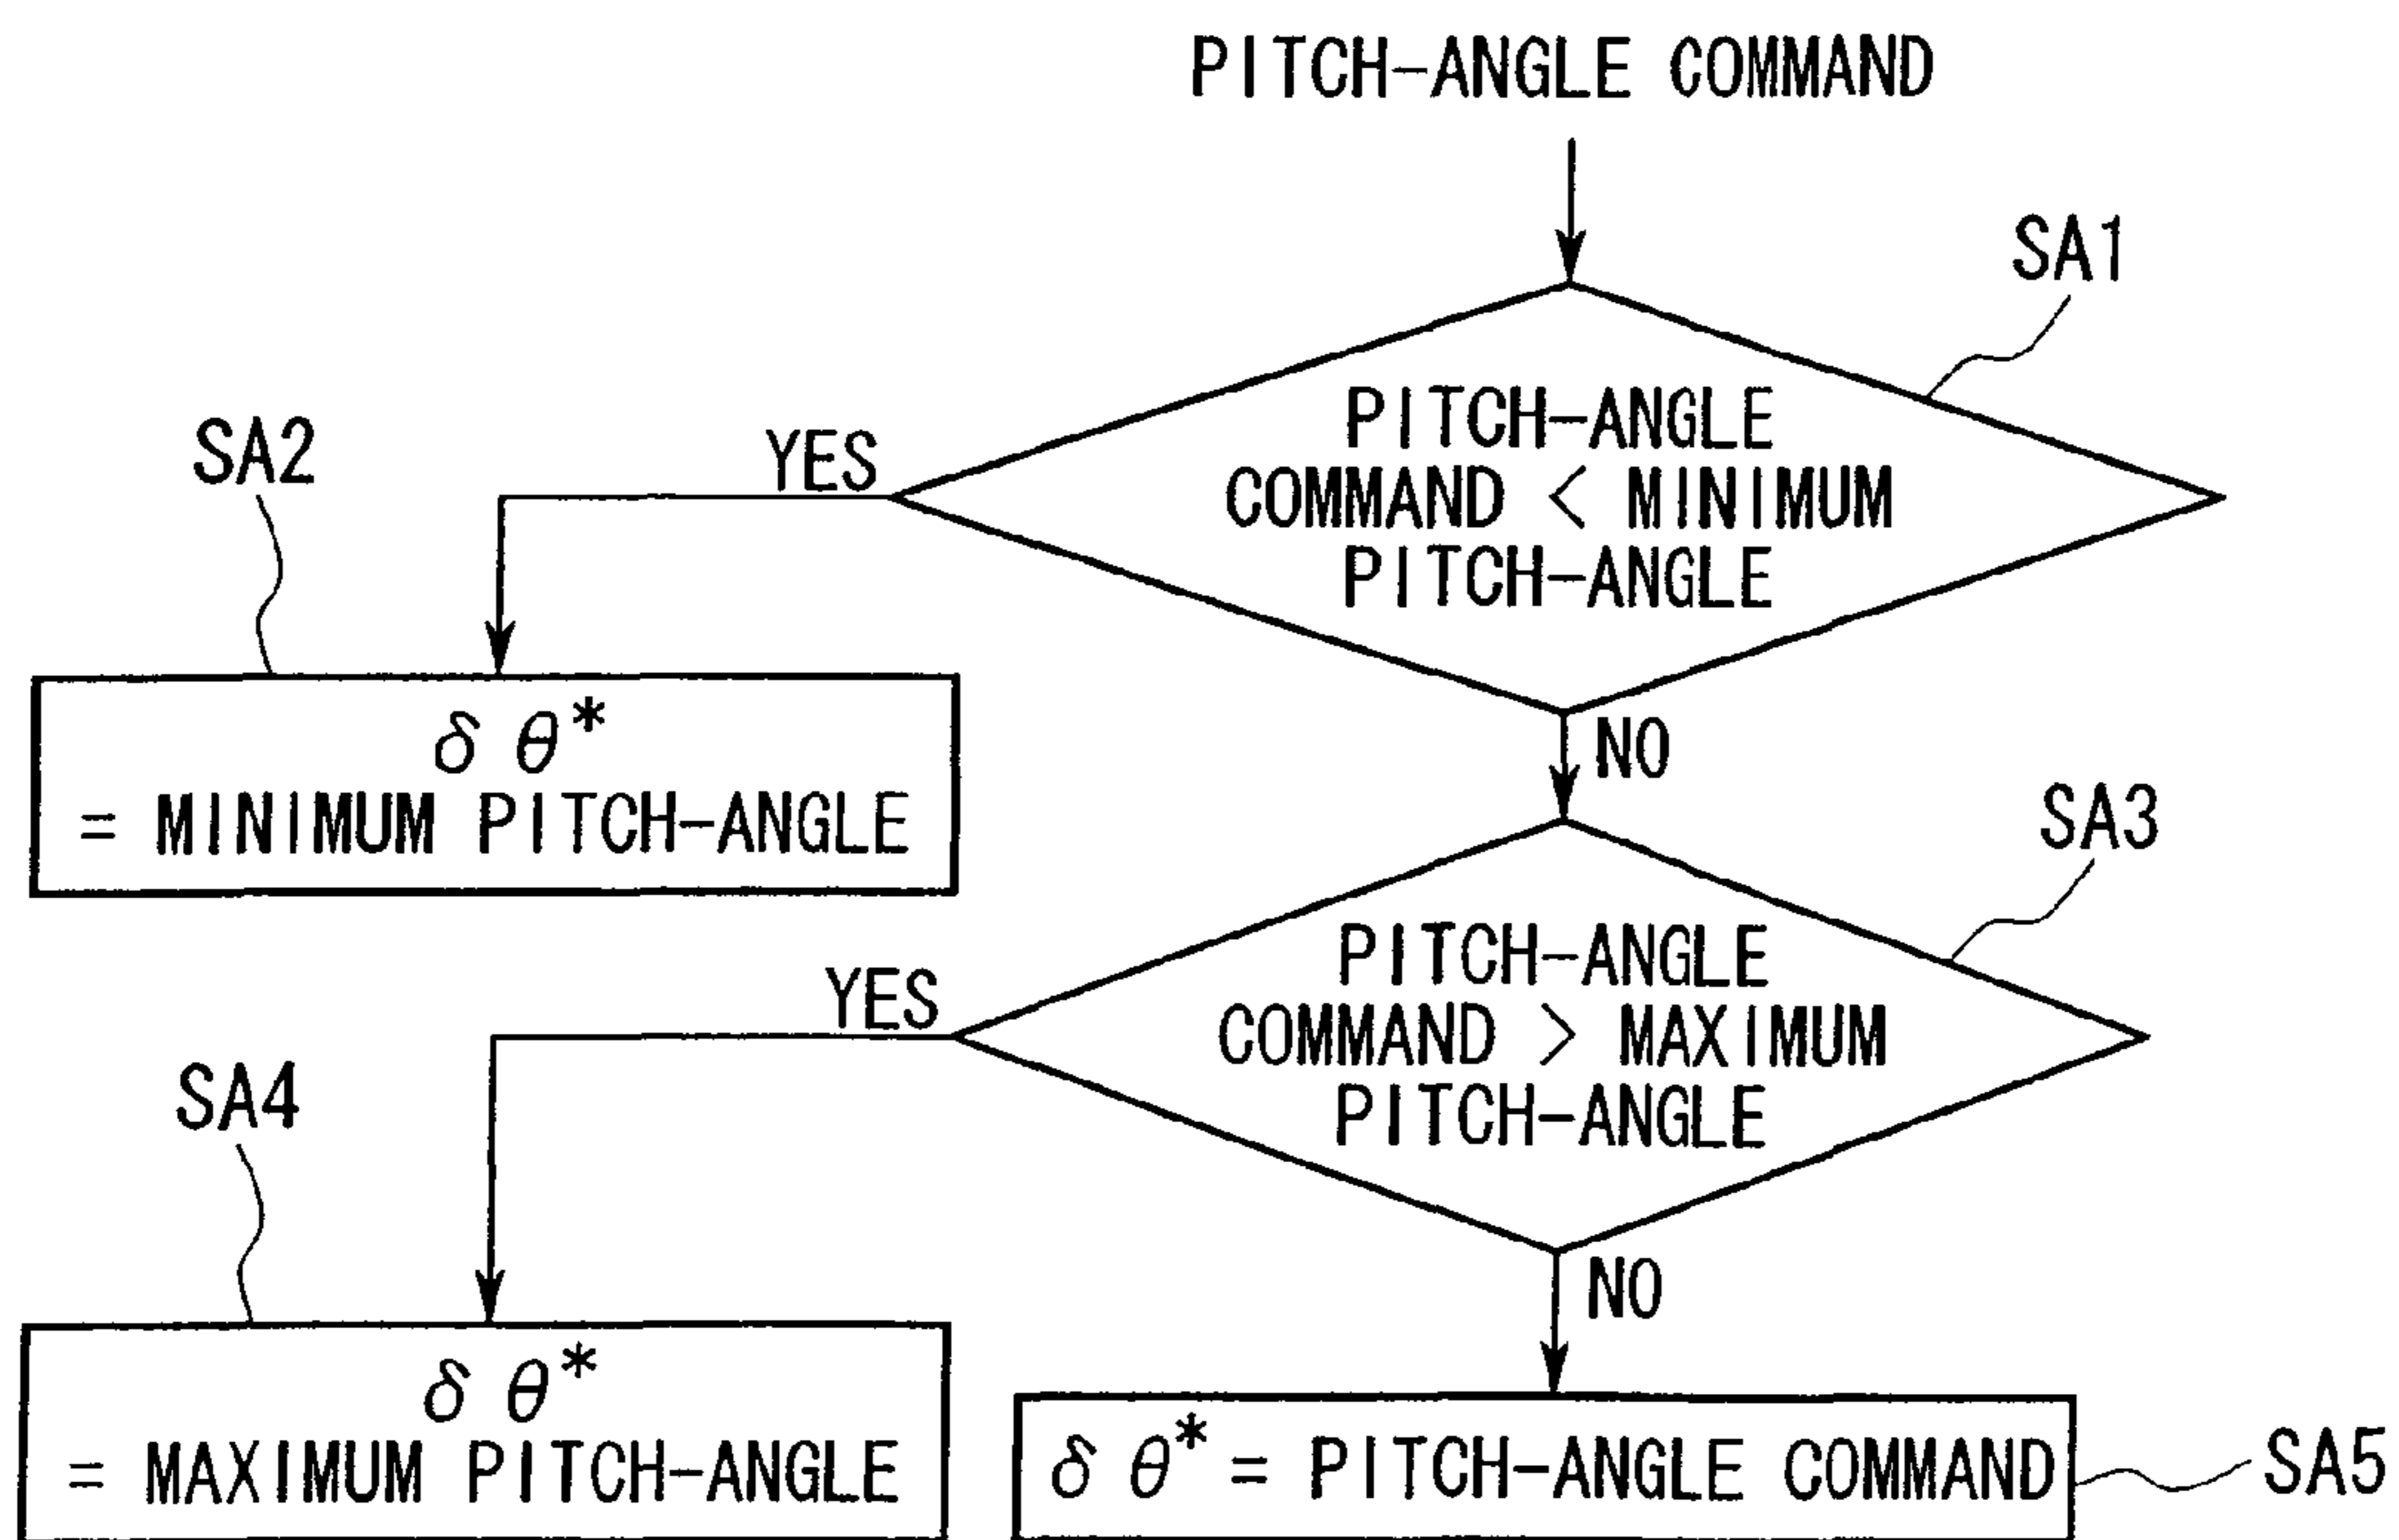 PITCH-ANGLE COMMAND
SA1
PITCH-ANGLE
COMMAND < MINIMUM
PITCH-ANGLE
YES
SA2
δ θ*
= MINIMUM PITCH-ANGLE
NO
SA3
PITCH-ANGLE
COMMAND > MAXIMUM
PITCH-ANGLE
YES
SA4
δ θ*
= MAXIMUM PITCH-ANGLE
NO
δ θ* = PITCH-ANGLE COMMAND
SA5